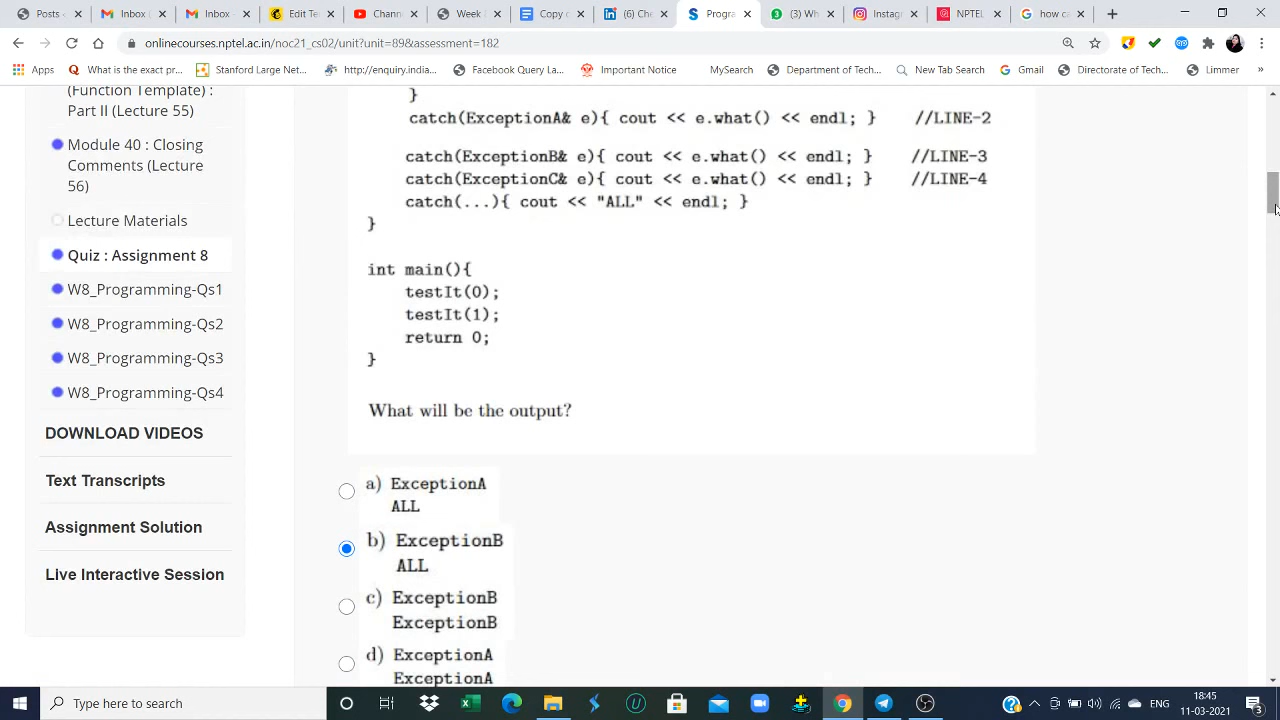 Posts (
Inbox (
Inbox (
Edit Te
Chann
Week
Copy c
(6) Che
Progra
(3) Wh
Instag
NPTEL
how ca
onlinecourses.nptel.ac.in/noc21_cs02/unit?unit=89&assessment=182
Apps
What is the exact pr...
Stanford Large Net...
http://enquiry.india...
Facebook Query La...
Important Notice
MySearch
Department of Tech...
New Tab Search
Gmail
Directorate of Tech...
Limmer
»
(Function Template) :
Part II (Lecture 55)
Module 40 : Closing
Comments (Lecture
56)
Lecture Materials
Quiz : Assignment 8
W8_Programming-Qs1
W8_Programming-Qs2
W8_Programming-Qs3
W8_Programming-Qs4
DOWNLOAD VIDEOS
Text Transcripts
Assignment Solution
Live Interactive Session
}
catch(ExceptionA& e){ cout << e.what() << endl; } //LINE-2
catch(ExceptionB& e){ cout << e.what() << endl; } //LINE-3
catch(ExceptionC& e){ cout << e.what() << endl; } //LINE-4
catch(...){ cout << "ALL" << endl; }
}
int main(){
testIt(0);
testIt(1);
return 0;
}
What will be the output?
a) ExceptionA
ALL
b) ExceptionB
ALL
c) ExceptionB
ExceptionB
d) ExceptionA
ExceptionA
Type here to search
ENG
18:45
11-03-2021
3